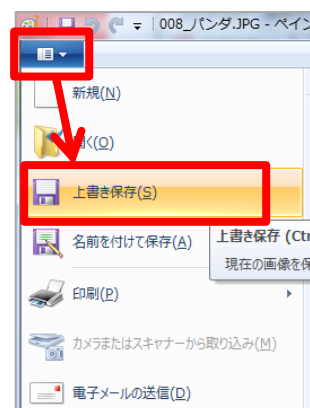 008_パンダ.JPG - ペイン
新規(N)
く(O)
上書き保存(S)
名前を付けて保存(A)
上書き保存 (Ctr
現在の画像を保
印刷(P)
カメラまたはスキャナーから取り込み(M)
電子メールの送信(D)